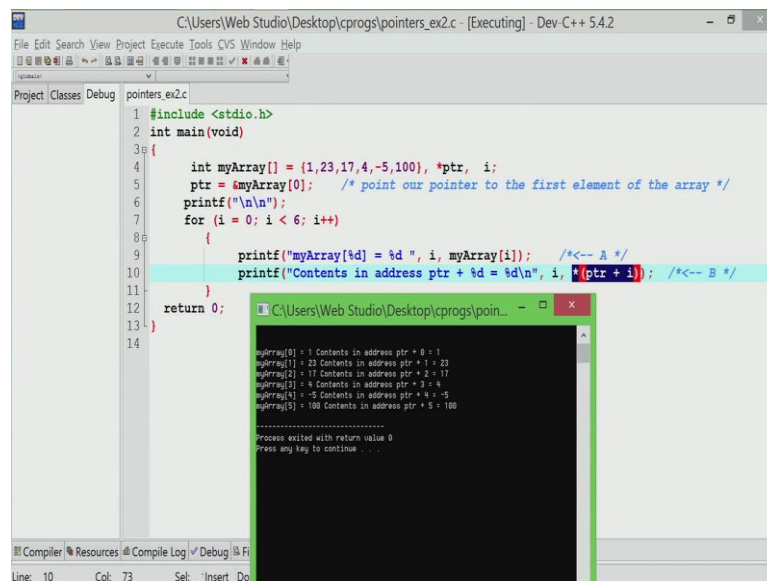 C:\Users\Web Studio\Desktop\cprogs\pointers_ex2.c - [Executing] - Dev-C++ 5.4.2
File Edit Search View Project Execute Tools CVS Window Help
(globals)
Project Classes Debug pointers_ex2.c
1 #include <stdio.h>
2 int main(void)
3 {
4 int myArray[] = {1,23,17,4,-5,100}, *ptr, i;
5 ptr = &myArray[0]; /* point our pointer to the first element of the array */
6 printf("\n\n");
7 for (i = 0; i < 6; i++)
8 {
9 printf("myArray[%d] = %d ", i, myArray[i]); /*<-- A */
10 printf("Contents in address ptr + %d = %d\n", i, *(ptr + i)); /*<-- B */
11 }
12 return 0;
13 }
14
C:\Users\Web Studio\Desktop\cprogs\poin...
myArray[0] = 1 Contents in address ptr + 0 = 1
myArray[1] = 23 Contents in address ptr + 1 = 23
myArray[2] = 17 Contents in address ptr + 2 = 17
myArray[3] = 4 Contents in address ptr + 3 = 4
myArray[4] = -5 Contents in address ptr + 4 = -5
myArray[5] = 100 Contents in address ptr + 5 = 100
--------------------------------
Process exited with return value 0
Press any key to continue . . .
Compiler Resources Compile Log Debug Fi
Line: 10 Col: 73 Sel: Insert Do